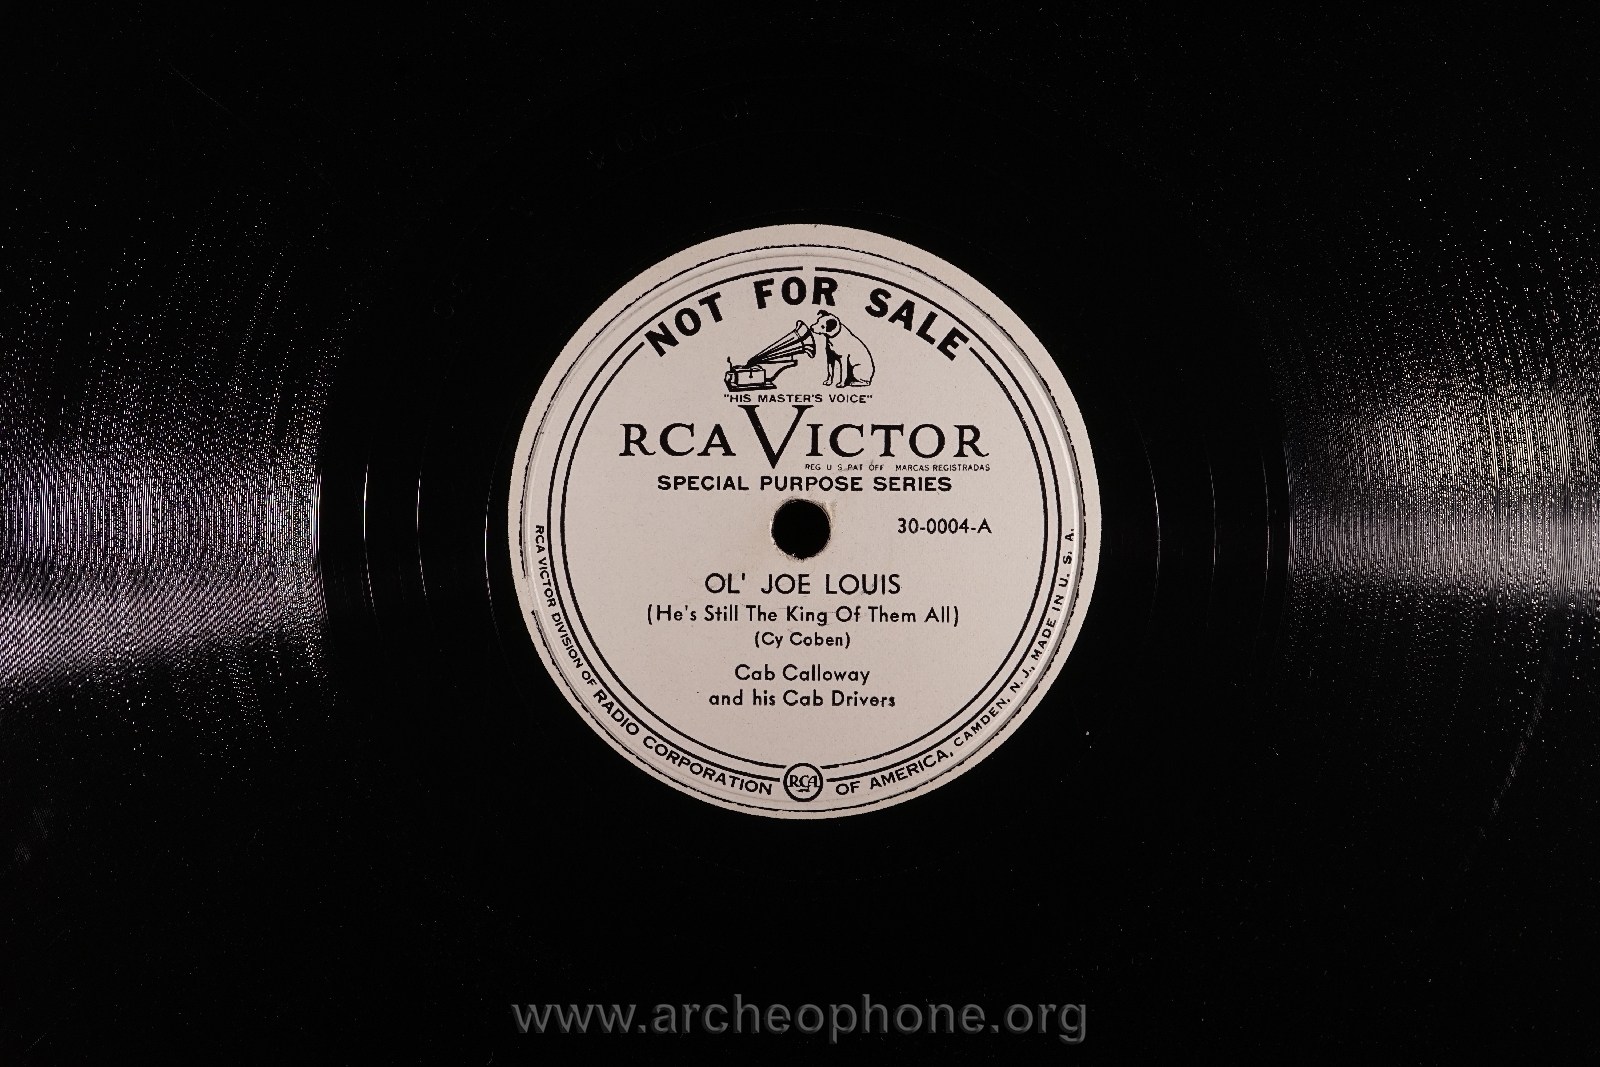 NOT FOR SALE
"HIS MASTER'S VOICE"
RCA VICTOR
REG U S PAT OFF MARCAS REGISTRADAS
SPECIAL PURPOSE SERIES
30-0004-A
OL' JOE LOUIS
(He's Still The King Of Them All)
(Cy Coben)
Cab Calloway
and his Cab Drivers
RCA VICTOR DIVISION OF RADIO CORPORATION OF AMERICA, CAMDEN, N. J., MADE IN U. S. A.
RCA
www.archeophone.org